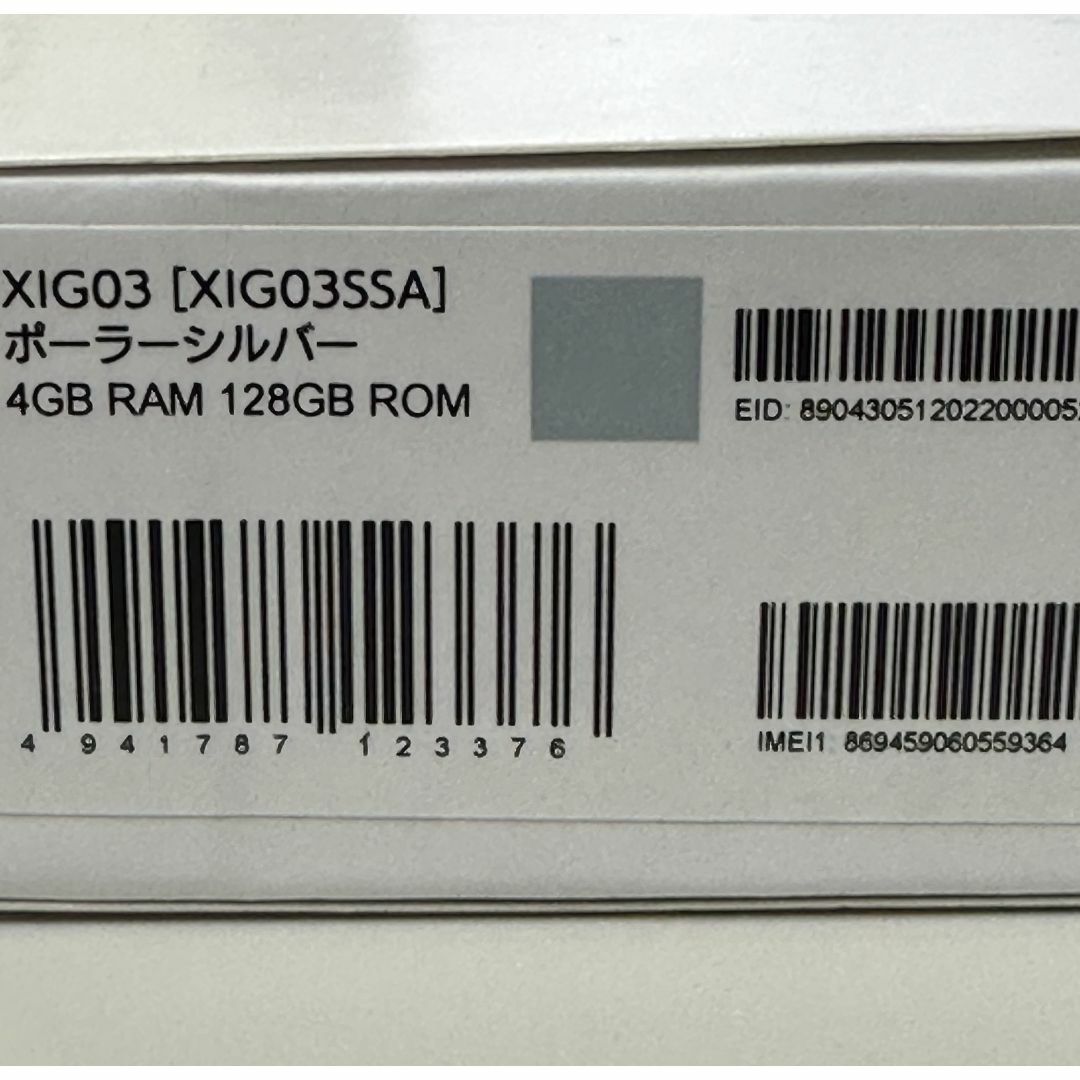 XIG03 [XIG03SSA]
ポーラーシルバー
4GB RAM 128GB ROM
EID: 890430512022000005
4 941787 123376
IMEI1: 869459060559364